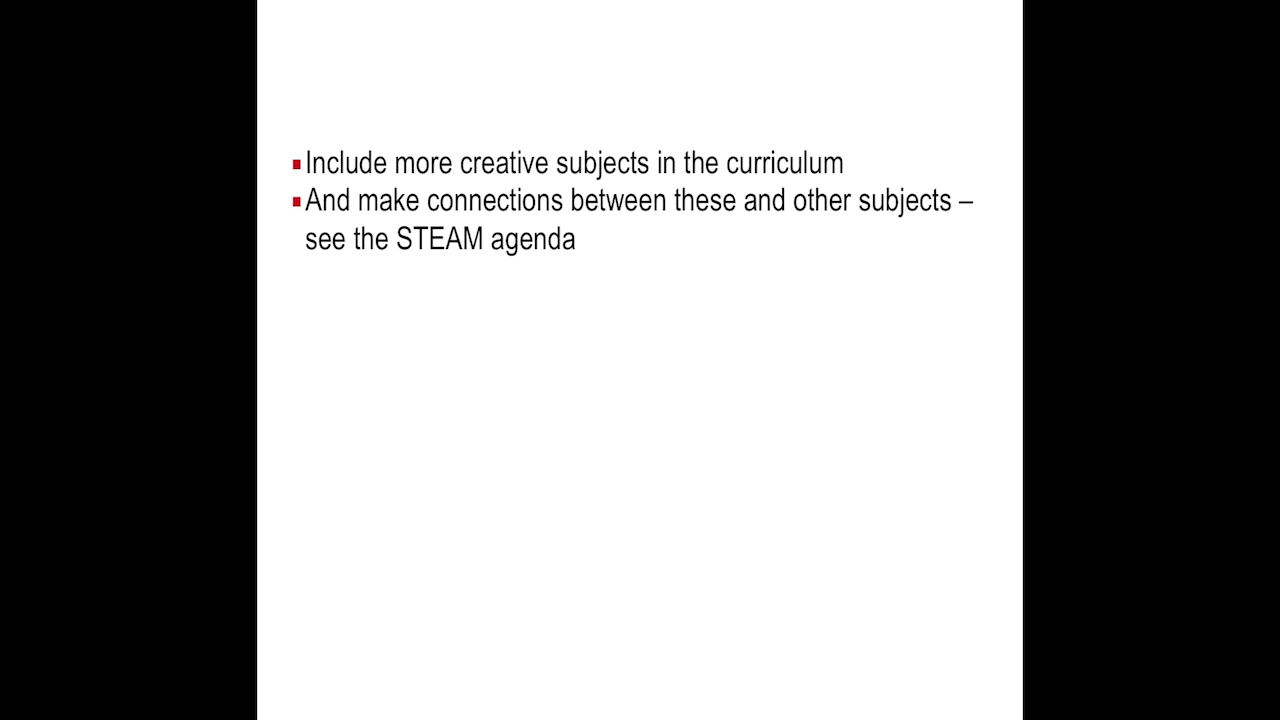 ▪Include more creative subjects in the curriculum
▪And make connections between these and other subjects –
see the STEAM agenda